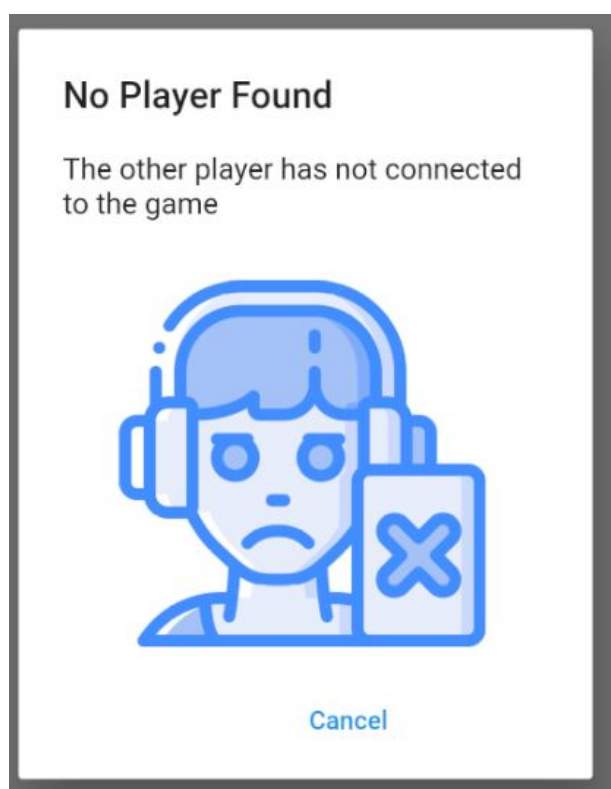 No Player Found
The other player has not connected
to the game
Cancel